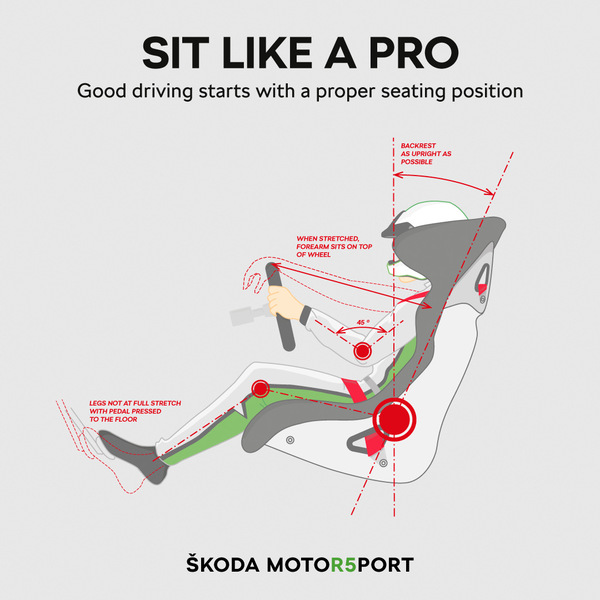 SIT LIKE A PRO
Good driving starts with a proper seating position
BACKREST
AS UPRIGHT AS
POSSIBLE
WHEN STRETCHED,
FOREARM SITS ON TOP
OF WHEEL
45 °
LEGS NOT AT FULL STRETCH
WITH PEDAL PRESSED
TO THE FLOOR
ŠKODA MOTOR5PORT